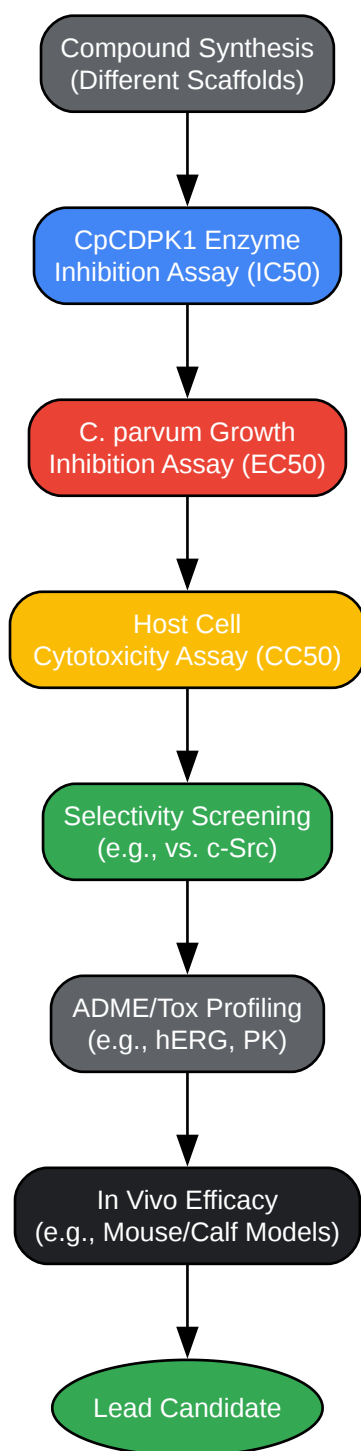 Compound Synthesis
(Different Scaffolds)
CpCDPK1 Enzyme
Inhibition Assay (IC50)
C. parvum Growth
Inhibition Assay (EC50)
Host Cell
Cytotoxicity Assay (CC50)
Selectivity Screening
(e.g., vs. c-Src)
ADME/Tox Profiling
(e.g., hERG, PK)
In Vivo Efficacy
(e.g., Mouse/Calf Models)
Lead Candidate